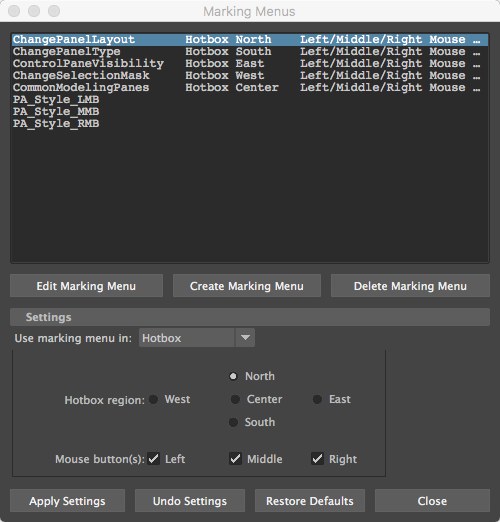 Marking Menus
ChangePanelLayout Hotbox North Left/Middle/Right Mouse …
ChangePanelType Hotbox South Left/Middle/Right Mouse …
ControlPaneVisibility Hotbox East Left/Middle/Right Mouse …
ChangeSelectionMask Hotbox West Left/Middle/Right Mouse …
CommonModelingPanes Hotbox Center Left/Middle/Right Mouse …
PA_Style_LMB
PA_Style_MMB
PA_Style_RMB
Edit Marking Menu Create Marking Menu Delete Marking Menu
Settings
Use marking menu in: Hotbox
North
Hotbox region: West Center East
South
Mouse button(s): Left Middle Right
Apply Settings Undo Settings Restore Defaults Close